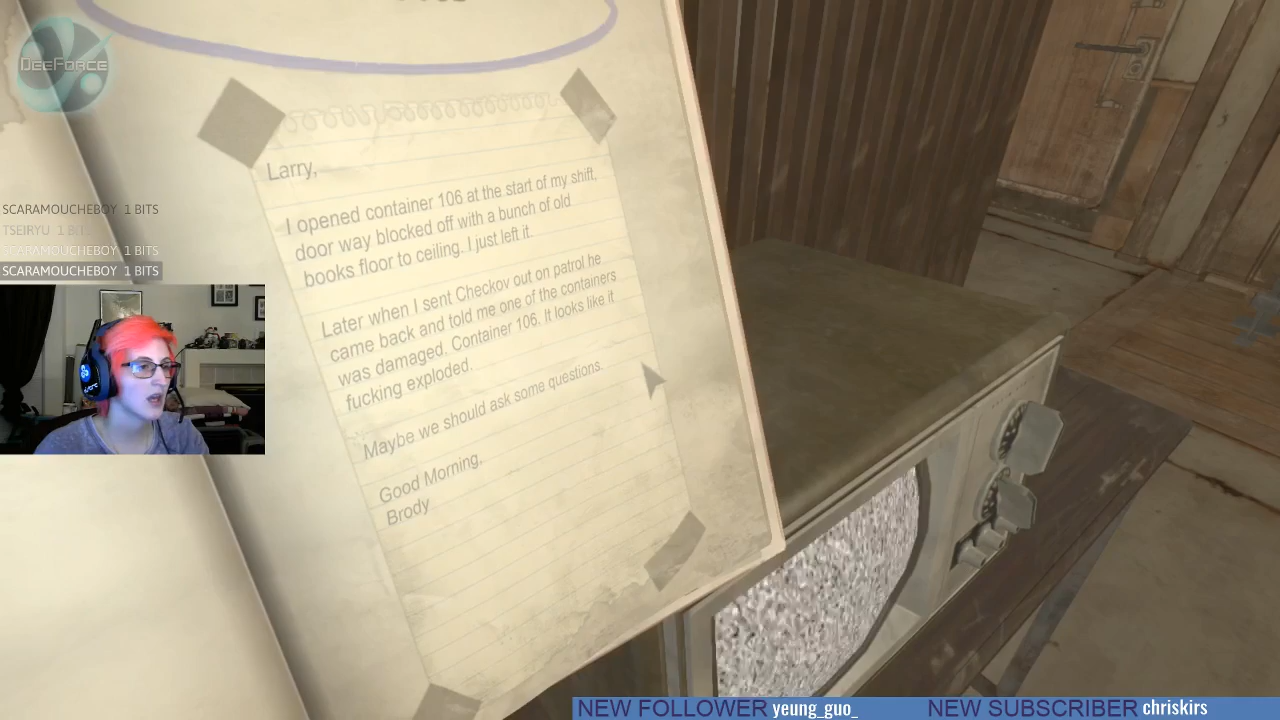 DeeForce
Larry,
I opened container 106 at the start of my shift,
door way blocked off with a bunch of old
books floor to ceiling. I just left it.
Later when I sent Checkov out on patrol he
came back and told me one of the containers
was damaged. Container 106. It looks like it
fucking exploded.
Maybe we should ask some questions.
Good Morning,
Brody
SCARAMOUCHEBOY 1 BITS
TSEIRYU 1 BITS
SCARAMOUCHEBOY 1 BITS
SCARAMOUCHEBOY 1 BITS
NEW FOLLOWER yeung_guo_
NEW SUBSCRIBER chriskirs